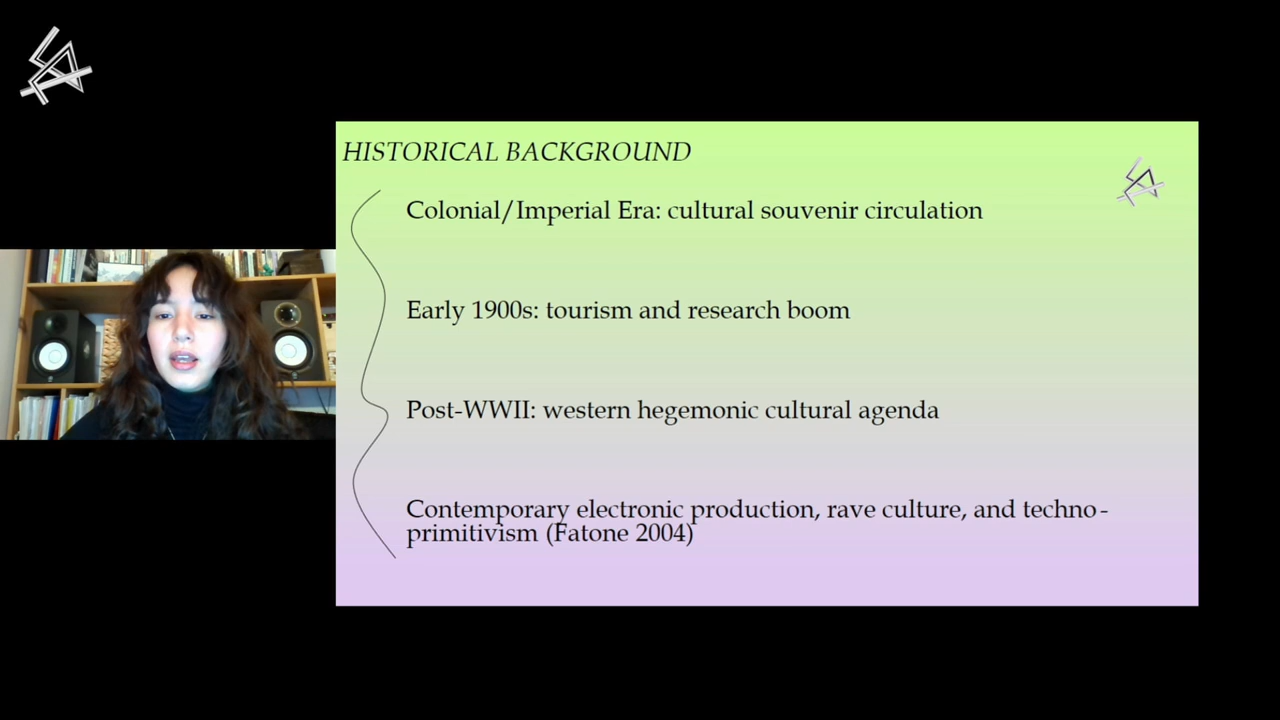 HISTORICAL BACKGROUND
Colonial/Imperial Era: cultural souvenir circulation
Early 1900s: tourism and research boom
Post-WWII: western hegemonic cultural agenda
Contemporary electronic production, rave culture, and techno-
primitivism (Fatone 2004)